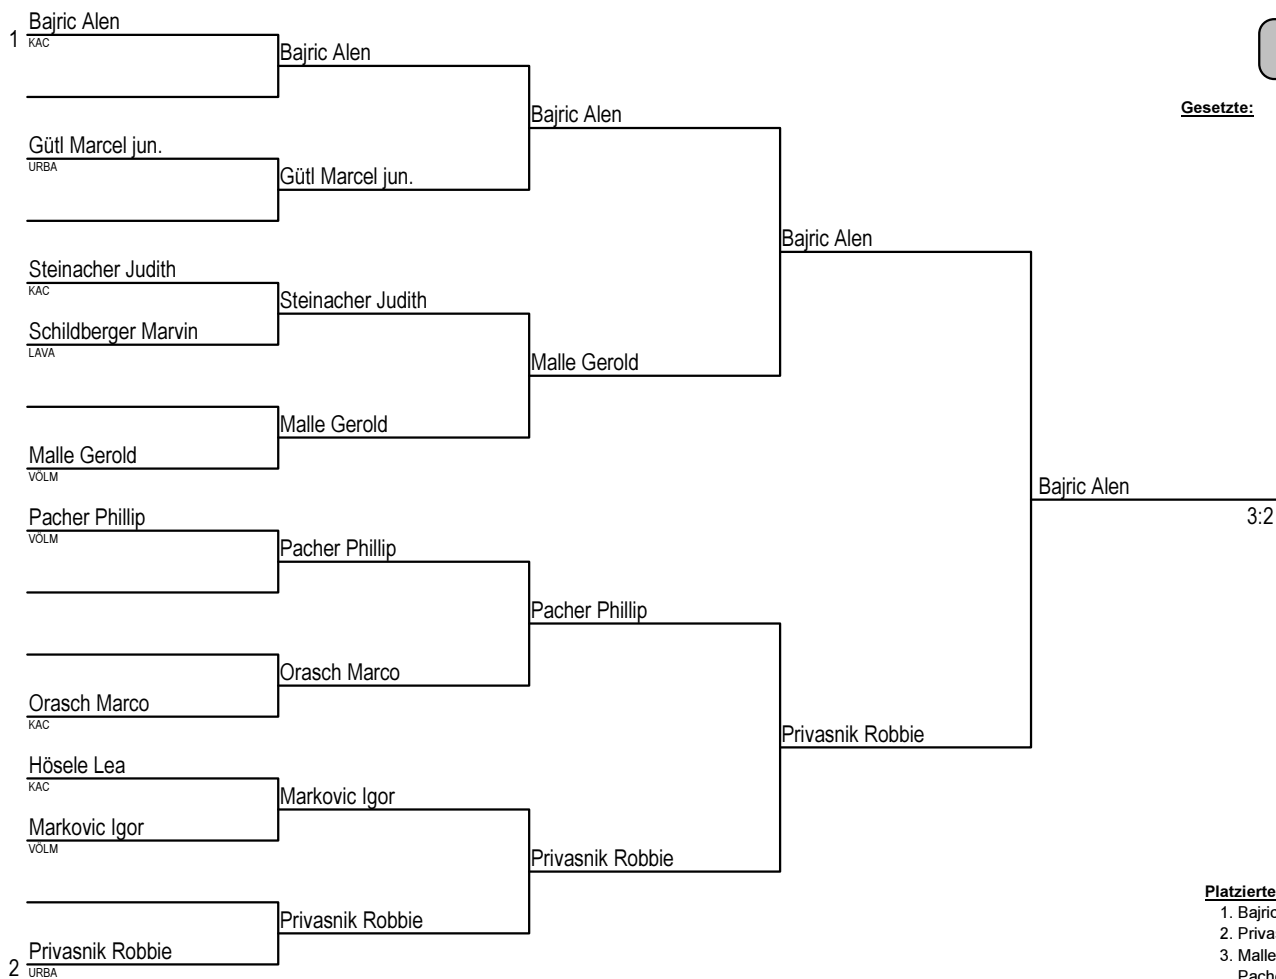 Bajric Alen
1 KAC
Bajric Alen
Bajric Alen
Gesetzte:
Gütl Marcel jun.
URBA
Gütl Marcel jun.
Bajric Alen
Steinacher Judith
KAC
Steinacher Judith
Schildberger Marvin
LAVA
Malle Gerold
Malle Gerold
Malle Gerold
VÖLM
Bajric Alen
3:2
Pacher Phillip
VÖLM
Pacher Phillip
Pacher Phillip
Orasch Marco
Orasch Marco
KAC
Privasnik Robbie
Hösele Lea
KAC
Markovic Igor
Markovic Igor
VÖLM
Privasnik Robbie
Privasnik Robbie
Privasnik Robbie
2 URBA
Platzierte
1. Bajric
2. Privas
3. Malle
Pache